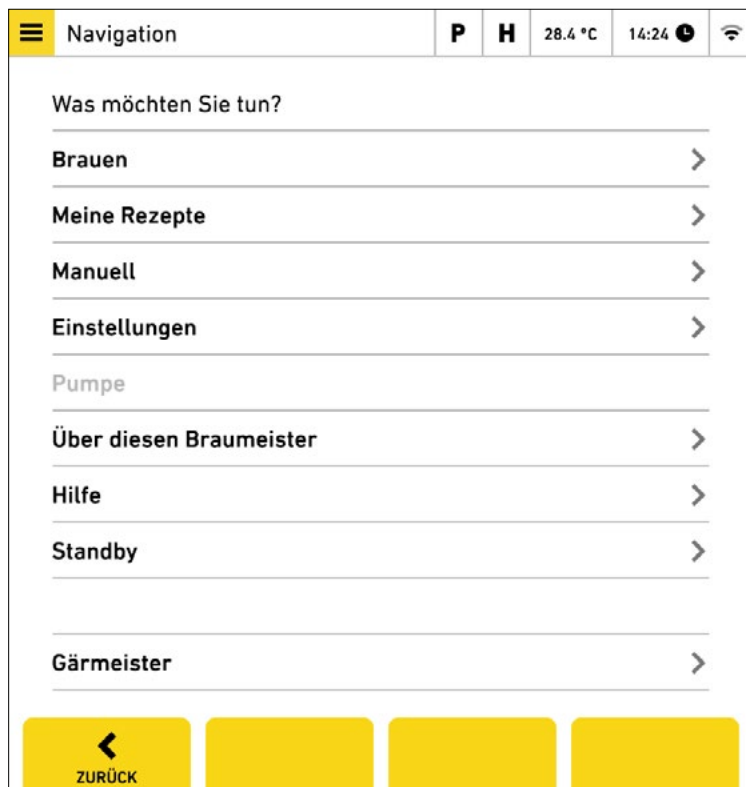 Navigation P H 28.4 °C 14:24
Was möchten Sie tun?
Brauen
Meine Rezepte
Manuell
Einstellungen
Pumpe
Über diesen Braumeister
Hilfe
Standby
Gärmeister
ZURÜCK